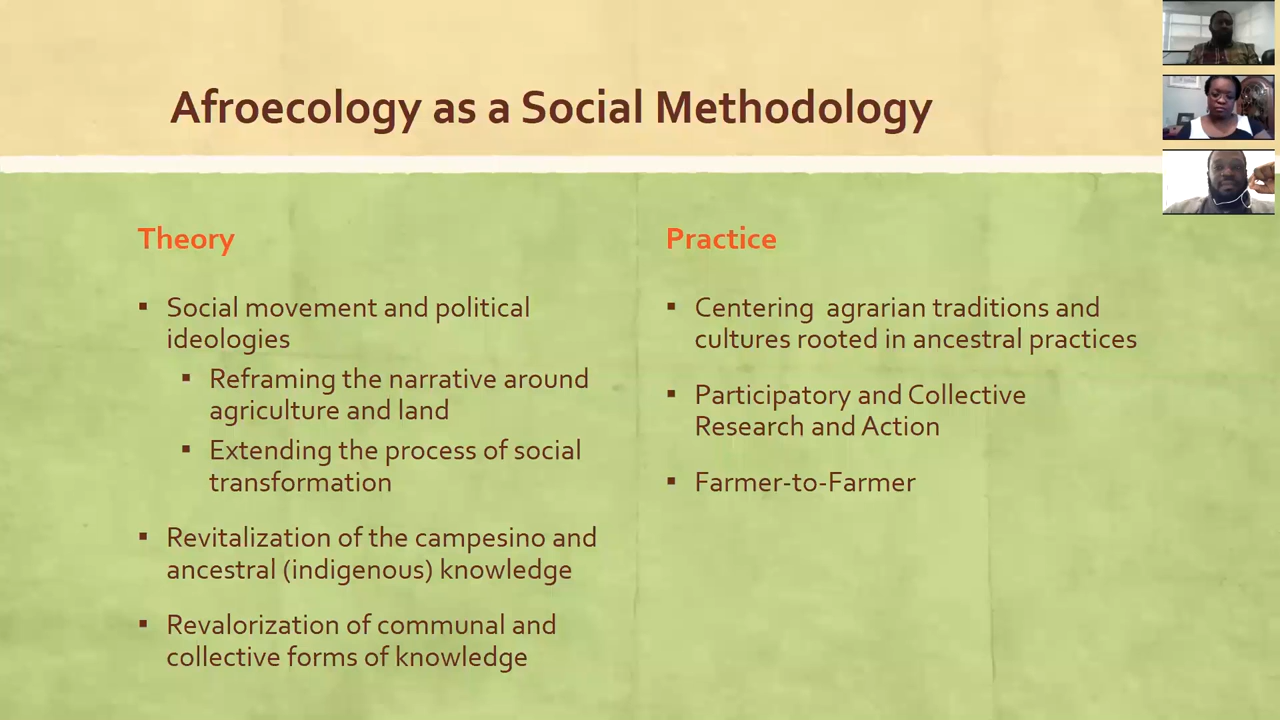 Afroecology as a Social Methodology
Theory
▪ Social movement and political
ideologies
▪ Reframing the narrative around
agriculture and land
▪ Extending the process of social
transformation
▪ Revitalization of the campesino and
ancestral (indigenous) knowledge
▪ Revalorization of communal and
collective forms of knowledge
Practice
▪ Centering  agrarian traditions and
cultures rooted in ancestral practices
▪ Participatory and Collective
Research and Action
▪ Farmer-to-Farmer